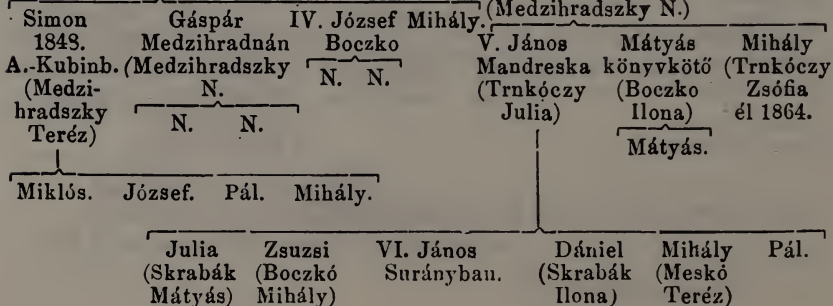 (Medzihradszky N.)
Simon Gáspár IV. József Mihály.
1848. Medzihradnán Boczko V. János Mátyás Mihály
A.-Kubinb. (Medzihradszky N. N. Mandreska könyvkötő (Trnkóczy
(Medzi- N. (Trnkóczy (Boczko Zsófia
hradszky N. N. Julia) Ilona) él 1864.
Teréz) Mátyás.
Miklós. József. Pál. Mihály.
Julia Zsuzsi VI. János Dániel Mihály Pál.
(Skrabák (Boczkó Surányban. (Skrabák (Meskó
Mátyás) Mihály) Ilona) Teréz)